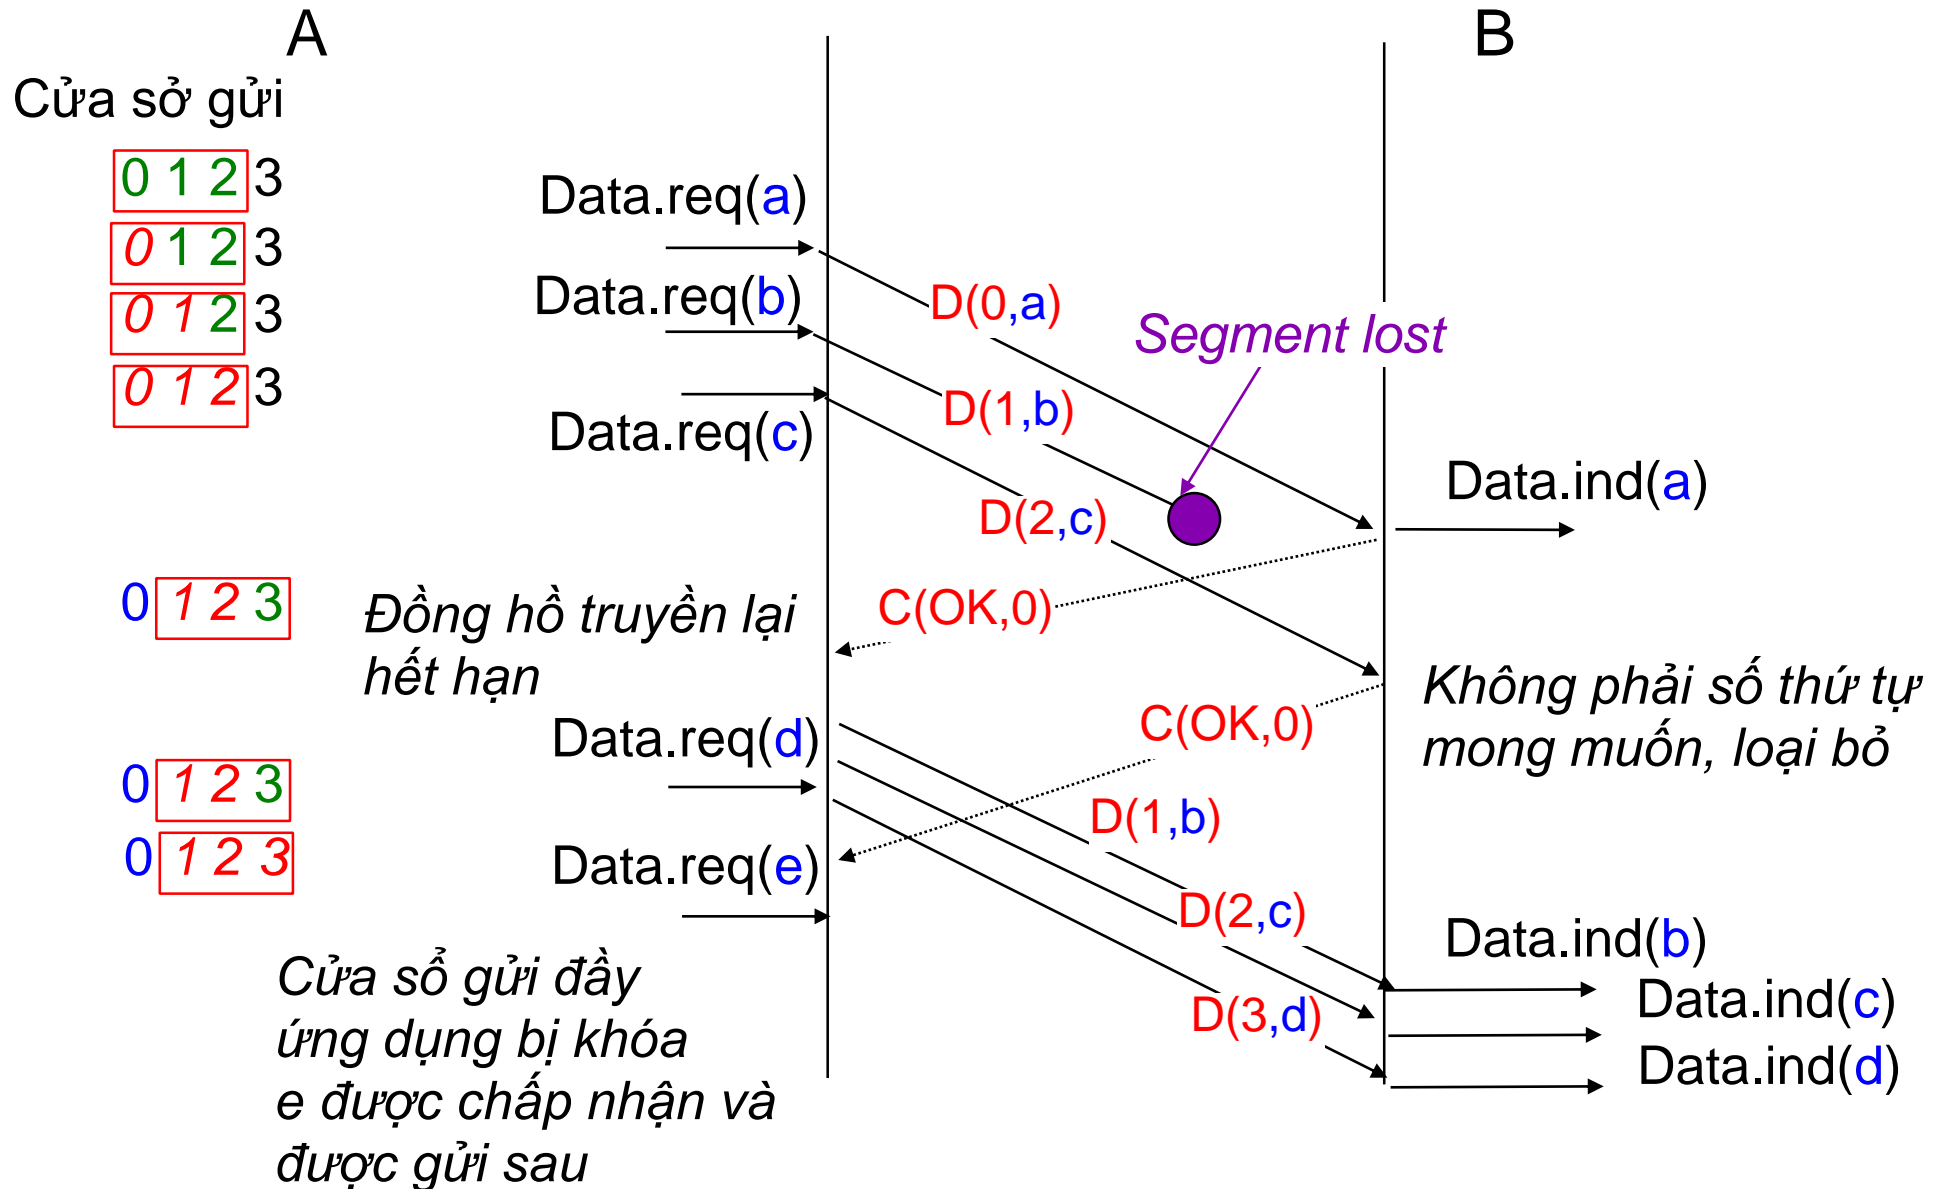 A
B
Cửa sở gửi
0 1 2 3
Data.req(a)
0 1 2 3
Data.req(b)
D(0,a)
0 1 2 3
Segment lost
0 1 2 3
D(1,b)
Data.req(c)
Data.ind(a)
D(2,c)
0 1 2 3
Đồng hồ truyền lại
hết hạn
C(OK,0)
Không phải số thứ tự
mong muốn, loại bỏ
C(OK,0)
Data.req(d)
0 1 2 3
D(1,b)
0 1 2 3
Data.req(e)
D(2,c)
Data.ind(b)
Cửa sổ gửi đầy
ứng dụng bị khóa
e được chấp nhận và
được gửi sau
Data.ind(c)
D(3,d)
Data.ind(d)